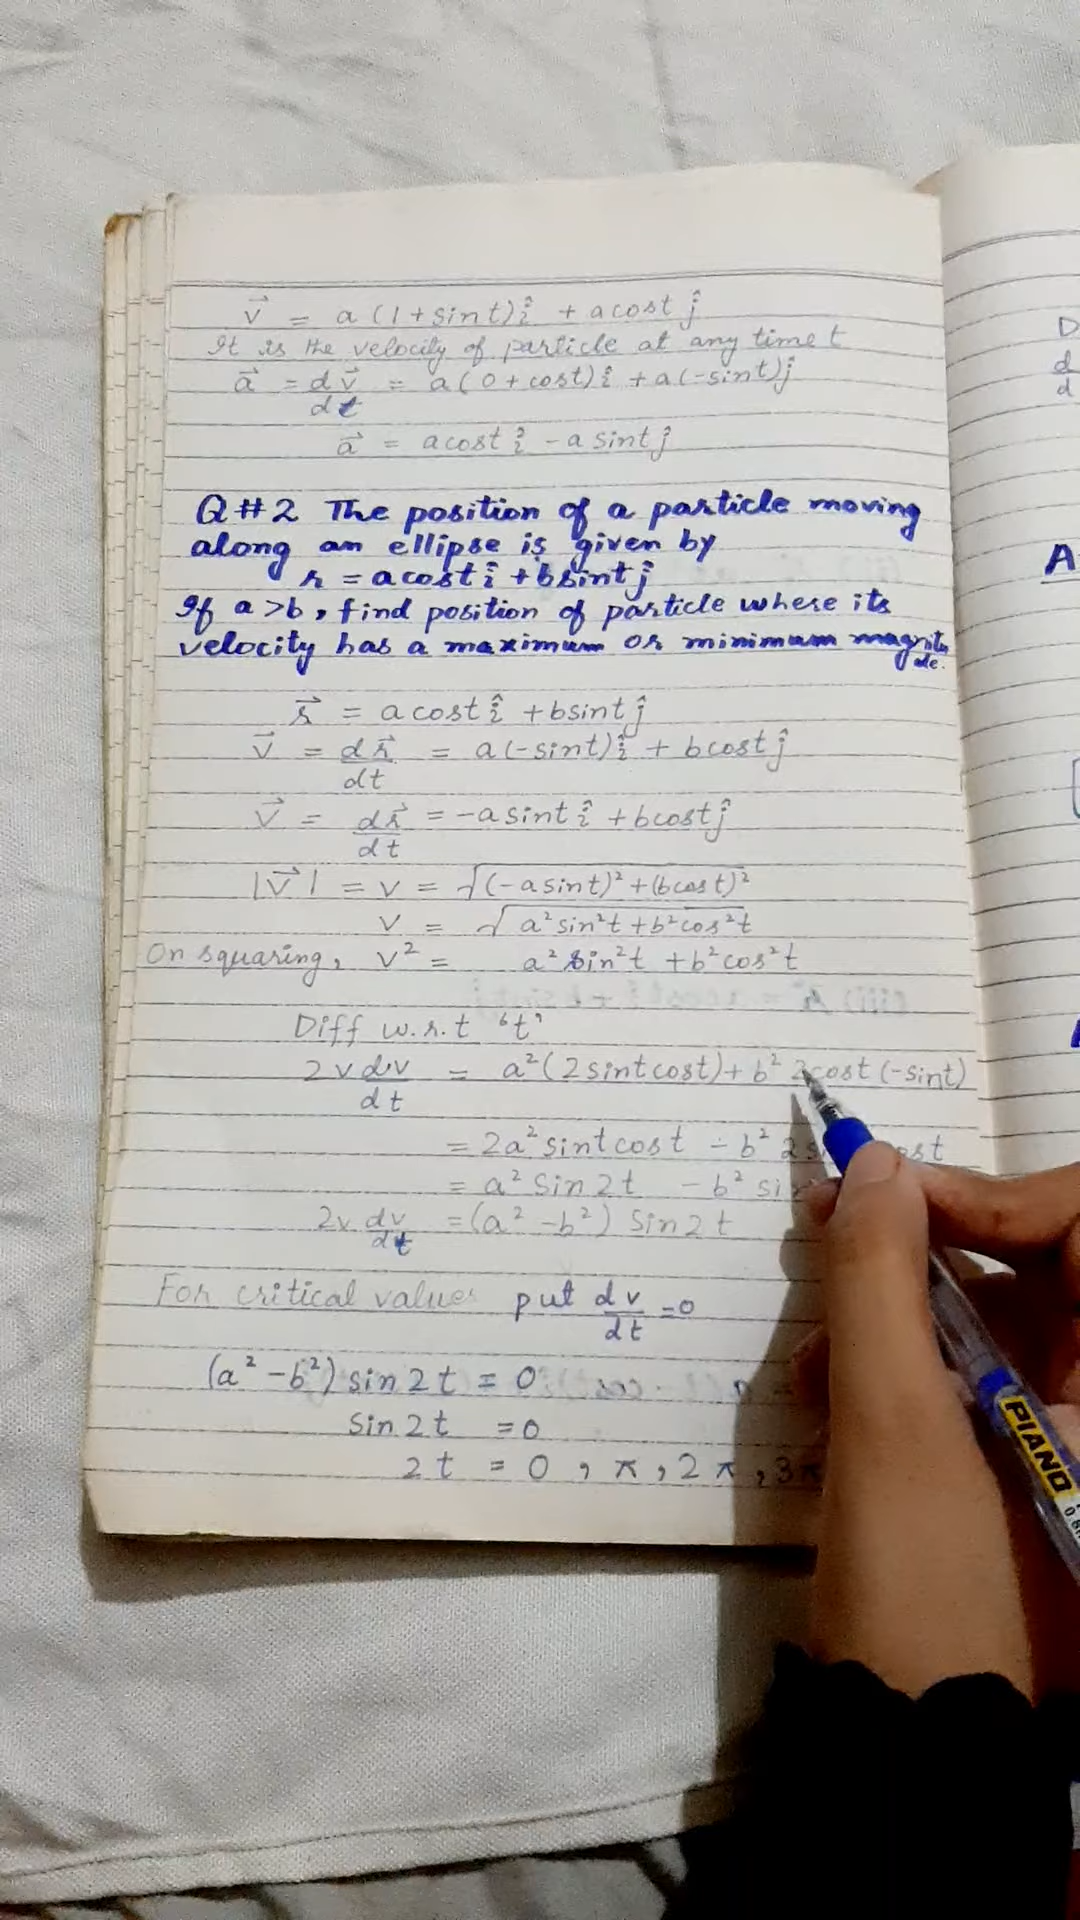 v⃗ = a (1+sint)î + acost ĵ
It is the velocity of particle at any time t
a⃗ = dv⃗/dt = a(0+cost)î + a(-sint)ĵ
a⃗ = acost î - a sint ĵ
Q#2 The position of a particle moving
along an ellipse is given by
r = acost î + bsint ĵ
If a>b, find position of particle where its
velocity has a maximum or minimum magnitude.
r⃗ = acost î + bsint ĵ
v⃗ = dr⃗/dt = a(-sint)î + bcost ĵ
v⃗ = dr⃗/dt = -asint î + bcost ĵ
|v⃗| = v = √(-asint)² + (bcost)²
v = √a²sin²t + b²cos²t
On squaring, v² = a²sin²t + b²cos²t
Diff w.r.t 't'
2v dv/dt = a²(2sintcost) + b² 2cost(-sint)
= 2a²sintcost - b² 2
= a² sin2t - b²
2v dv/dt = (a² - b²) sin2t
For critical values put dv/dt = 0
(a² - b²) sin2t = 0
sin2t = 0
2t = 0, π, 2π, 3π
PIANO
D
d
d
A